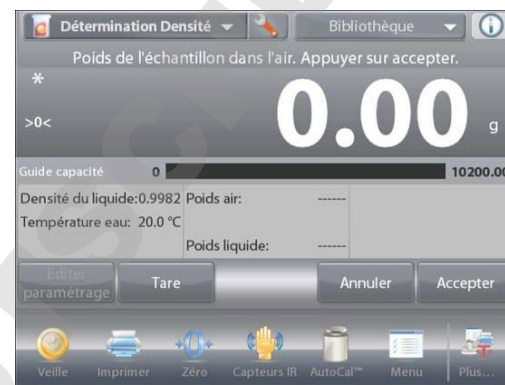 Détermination Densité Bibliothèque
Poids de l'échantillon dans l'air. Appuyer sur accepter.
*
>0< 0.00 g
Guide capacité 0 10200.00
Densité du liquide:0.9982 Poids air: ------
Température eau: 20.0 °C
Poids liquide: ------
Editer paramétrage Tare Annuler Accepter
Veille Imprimer Zéro Capteurs IR AutoCal™ Menu Plus...